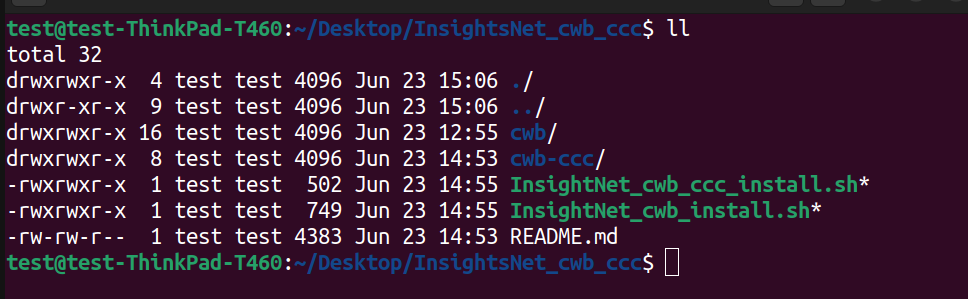 test@test-ThinkPad-T460:~/Desktop/InsightsNet_cwb_ccc$ ll
total 32
drwxrwxr-x  4 test test 4096 Jun 23 15:06 ./
drwxr-xr-x  9 test test 4096 Jun 23 15:06 ../
drwxrwxr-x 16 test test 4096 Jun 23 12:55 cwb/
drwxrwxr-x  8 test test 4096 Jun 23 14:53 cwb-ccc/
-rwxrwxr-x  1 test test  502 Jun 23 14:55 InsightNet_cwb_ccc_install.sh*
-rwxrwxr-x  1 test test  749 Jun 23 14:55 InsightNet_cwb_install.sh*
-rw-rw-r--  1 test test 4383 Jun 23 14:53 README.md
test@test-ThinkPad-T460:~/Desktop/InsightsNet_cwb_ccc$